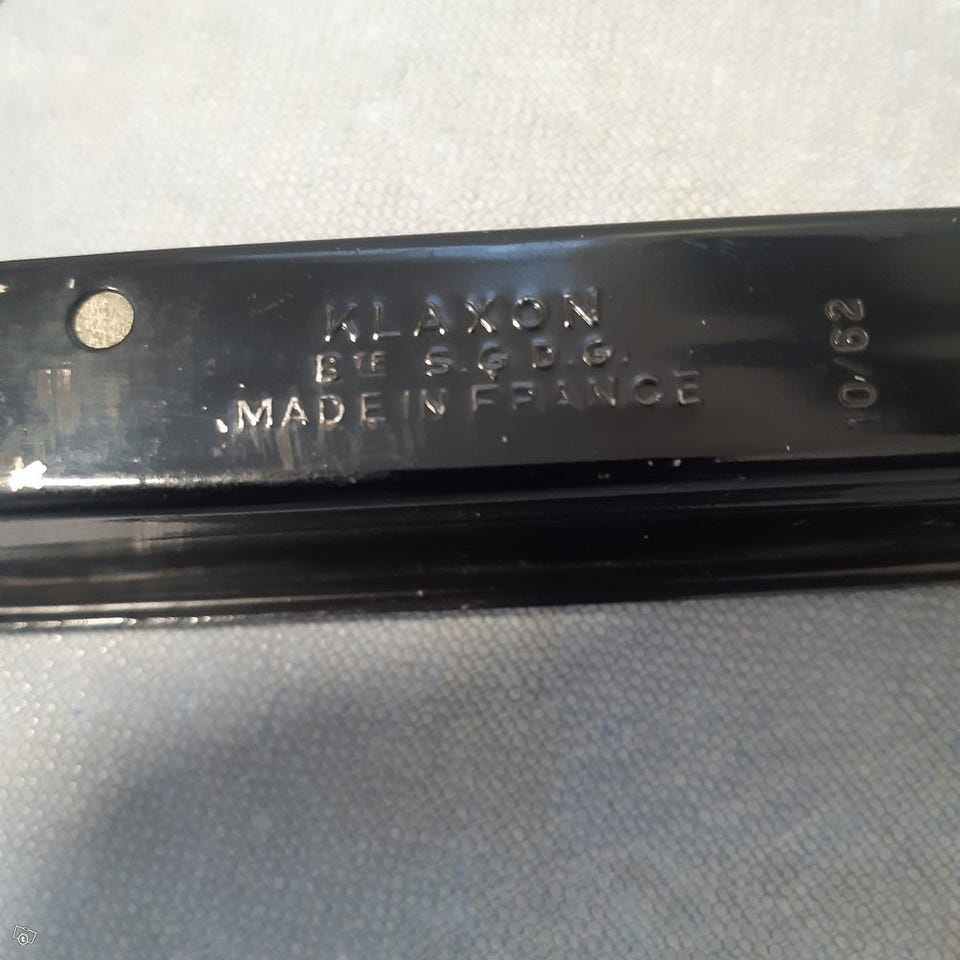 KLAXON
BTE S.G.D.G.
MADE IN FRANCE
10/62